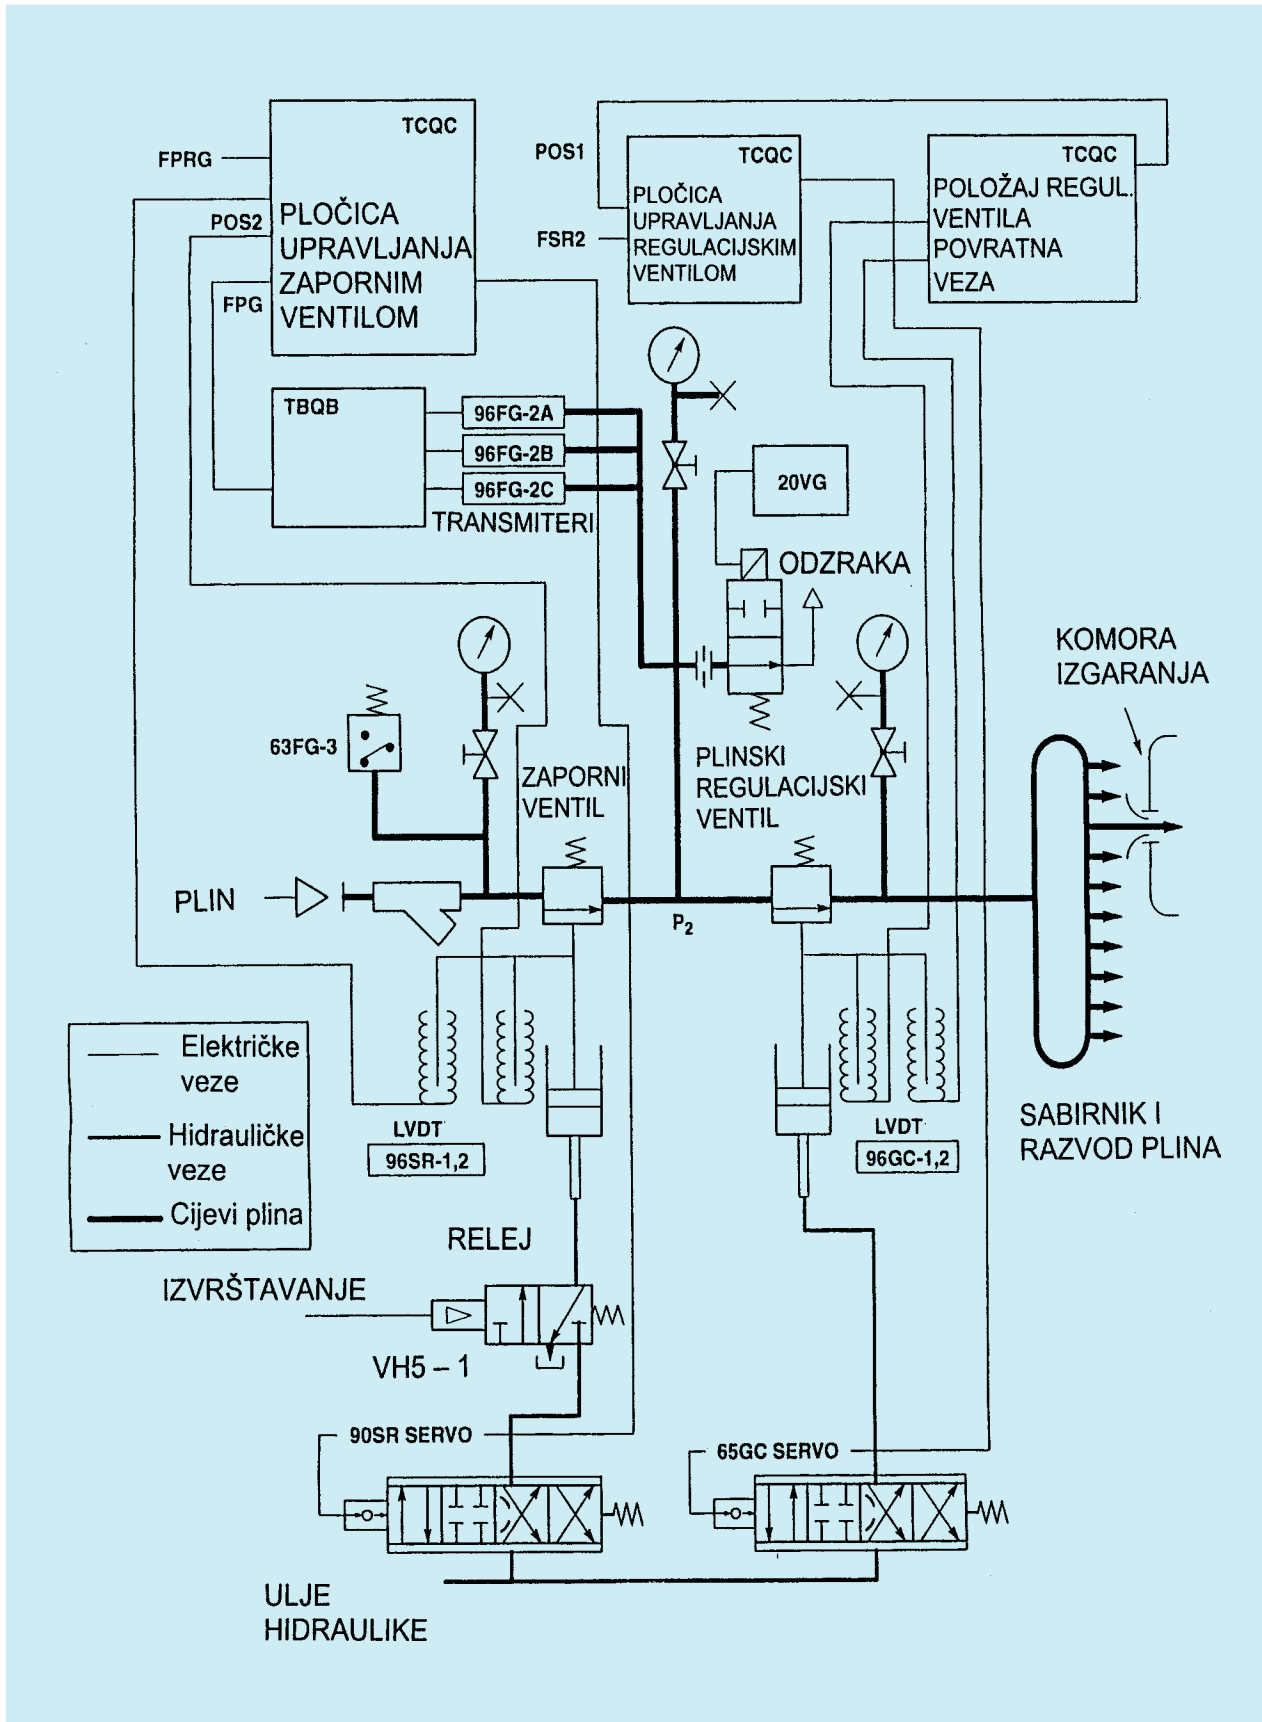 TCQC
FPRG
POS2
PLOČICA
UPRAVLJANJA
ZAPORNIM
VENTILOM
FPG
POS1
TCQC
PLOČICA
UPRAVLJANJA
REGULACIJSKIM
VENTILOM
FSR2
TCQC
POLOŽAJ REGUL.
VENTILA
POVRATNA
VEZA
TBQB
96FG-2A
96FG-2B
96FG-2C
TRANSMITERI
20VG
ODZRAKA
KOMORA
IZGARANJA
63FG-3
ZAPORNI
VENTIL
PLINSKI
REGULACIJSKI
VENTIL
PLIN
P2
Električke
veze
Hidrauličke
veze
Cijevi plina
LVDT
96SR-1,2
LVDT
96GC-1,2
SABIRNIK I
RAZVOD PLINA
RELEJ
IZVRŠTAVANJE
VH5 – 1
90SR SERVO
65GC SERVO
ULJE
HIDRAULIKE